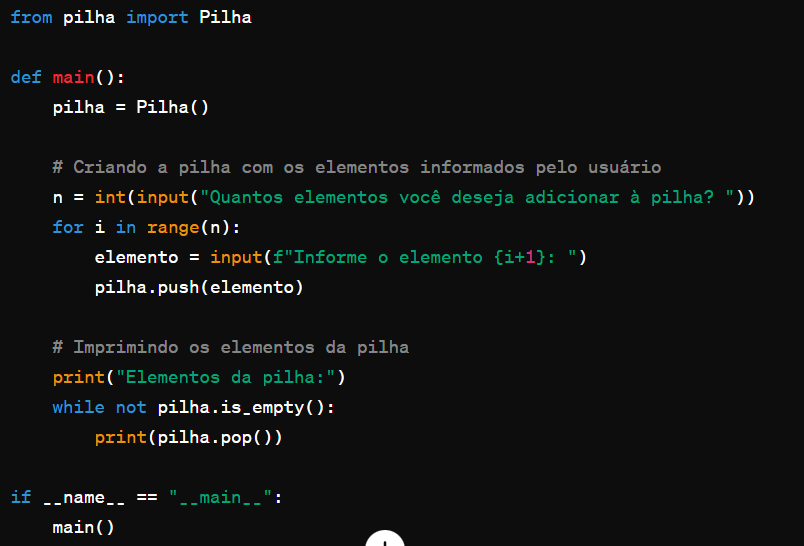 from pilha import Pilha
def main():
    pilha = Pilha()
    # Criando a pilha com os elementos informados pelo usuário
    n = int(input("Quantos elementos você deseja adicionar à pilha? "))
    for i in range(n):
        elemento = input(f"Informe o elemento {i+1}: ")
        pilha.push(elemento)
    # Imprimindo os elementos da pilha
    print("Elementos da pilha:")
    while not pilha.is_empty():
        print(pilha.pop())
if __name__ == "__main__":
    main()